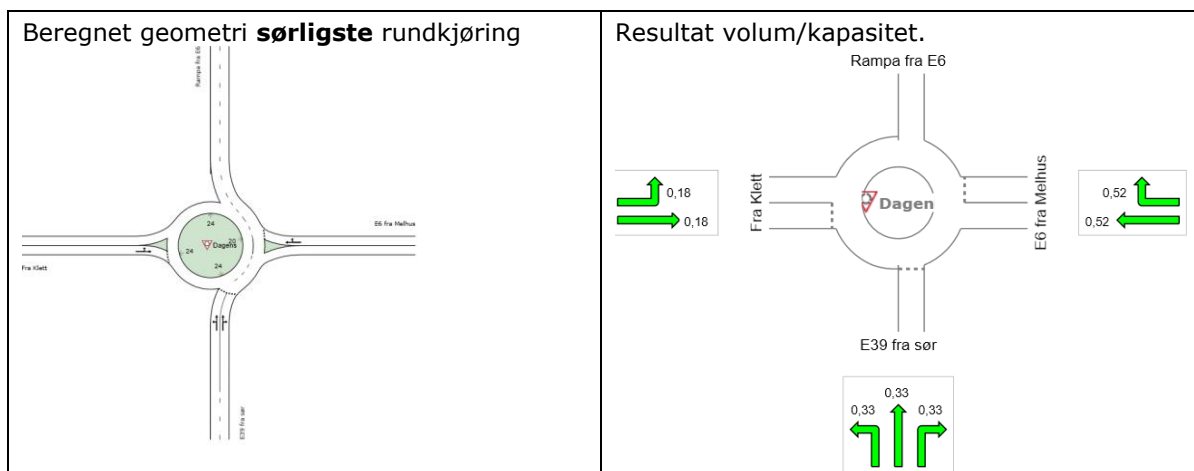 Beregnet geometri sørligste rundkjøring
Rampa fra E6
E6 fra Melhus
24
20
Dagens
24
24
Fra Klett
E39 fra sør
Resultat volum/kapasitet.
Rampa fra E6
0,18
0,18
Fra Klett
Dagen
E6 fra Melhus
0,52
0,52
E39 fra sør
0,33
0,33
0,33